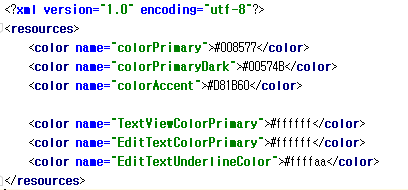 <?xml version="1.0" encoding="utf-8"?>
<resources>
<color name="colorPrimary">#008577</color>
<color name="colorPrimaryDark">#00574B</color>
<color name="colorAccent">#D81B60</color>
<color name="TextViewColorPrimary">#ffffff</color>
<color name="EditTextColorPrimary">#ffffff</color>
<color name="EditTextUnderlineColor">#ffffaa</color>
</resources>